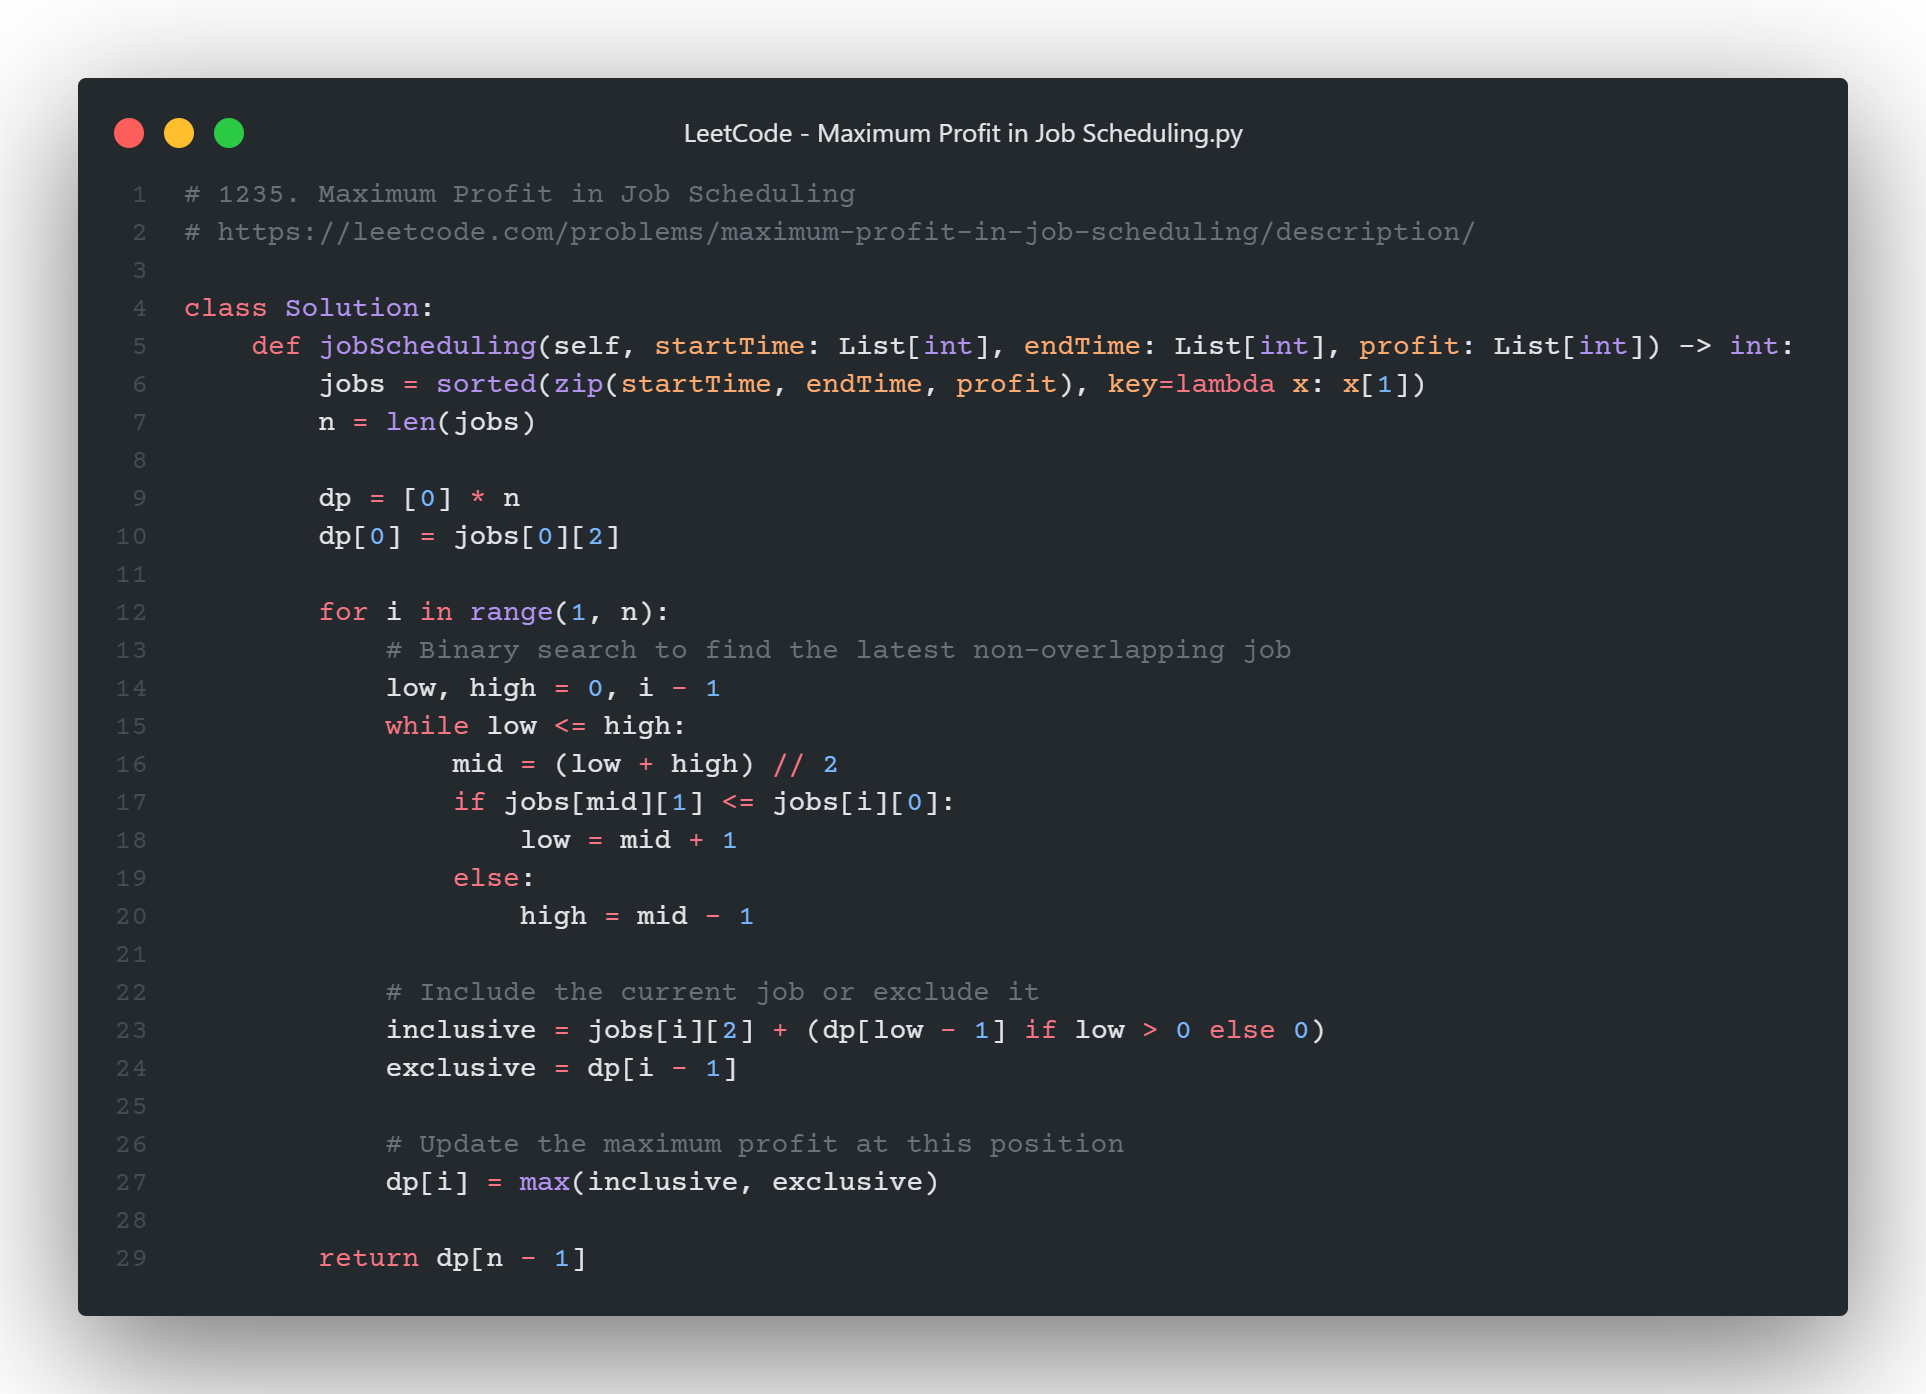 LeetCode - Maximum Profit in Job Scheduling.py
1 # 1235. Maximum Profit in Job Scheduling
2 # https://leetcode.com/problems/maximum-profit-in-job-scheduling/description/
3
4 class Solution:
5     def jobScheduling(self, startTime: List[int], endTime: List[int], profit: List[int]) -> int:
6         jobs = sorted(zip(startTime, endTime, profit), key=lambda x: x[1])
7         n = len(jobs)
8
9         dp = [0] * n
10         dp[0] = jobs[0][2]
11
12         for i in range(1, n):
13             # Binary search to find the latest non-overlapping job
14             low, high = 0, i - 1
15             while low <= high:
16                 mid = (low + high) // 2
17                 if jobs[mid][1] <= jobs[i][0]:
18                     low = mid + 1
19                 else:
20                     high = mid - 1
21
22             # Include the current job or exclude it
23             inclusive = jobs[i][2] + (dp[low - 1] if low > 0 else 0)
24             exclusive = dp[i - 1]
25
26             # Update the maximum profit at this position
27             dp[i] = max(inclusive, exclusive)
28
29         return dp[n - 1]